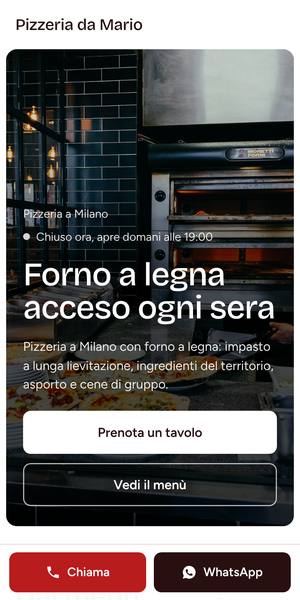 Pizzeria da Mario
Pizzeria a Milano
Chiuso ora, apre domani alle 19:00
Forno a legna
acceso ogni sera
Pizzeria a Milano con forno a legna: impasto
a lunga lievitazione, ingredienti del territorio,
asporto e cene di gruppo.
Prenota un tavolo
Vedi il menù
Chiama
WhatsApp